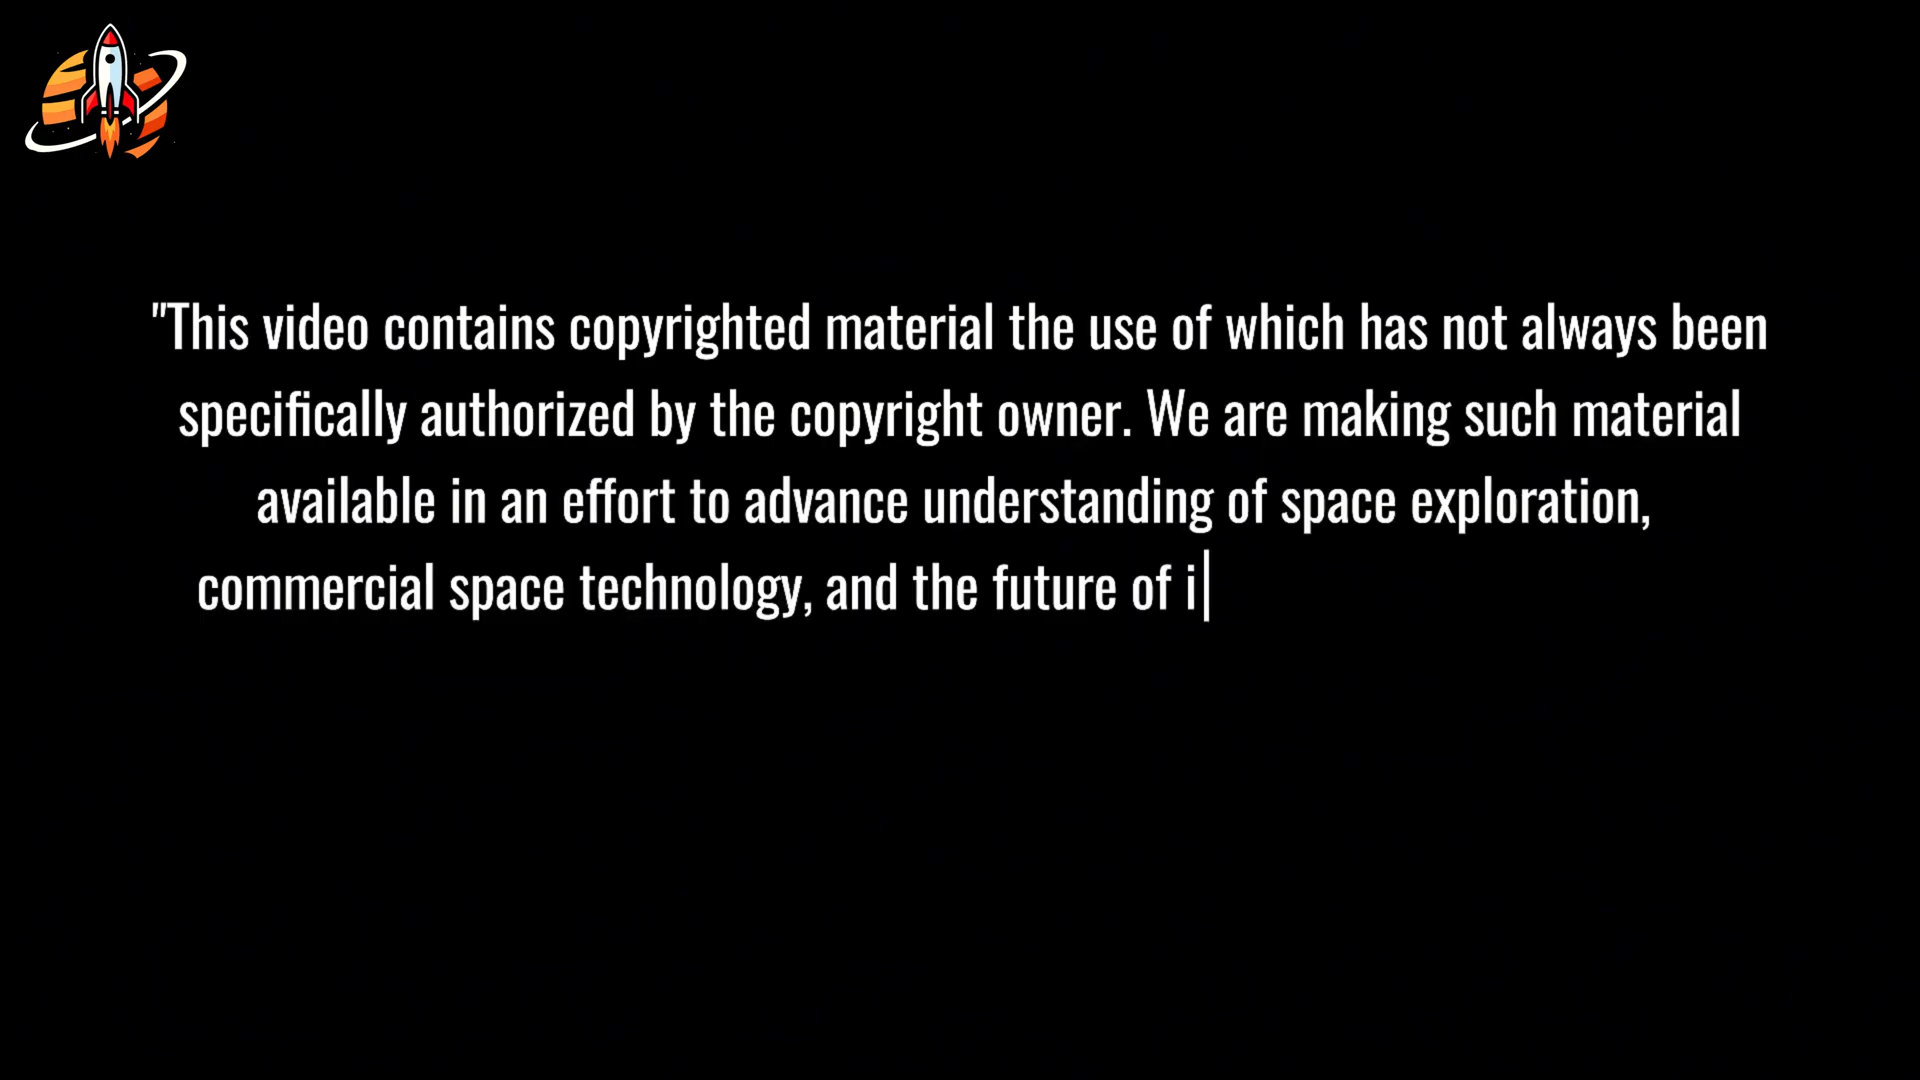 "This video contains copyrighted material the use of which has not always been
specifically authorized by the copyright owner. We are making such material
available in an effort to advance understanding of space exploration,
commercial space technology, and the future of i